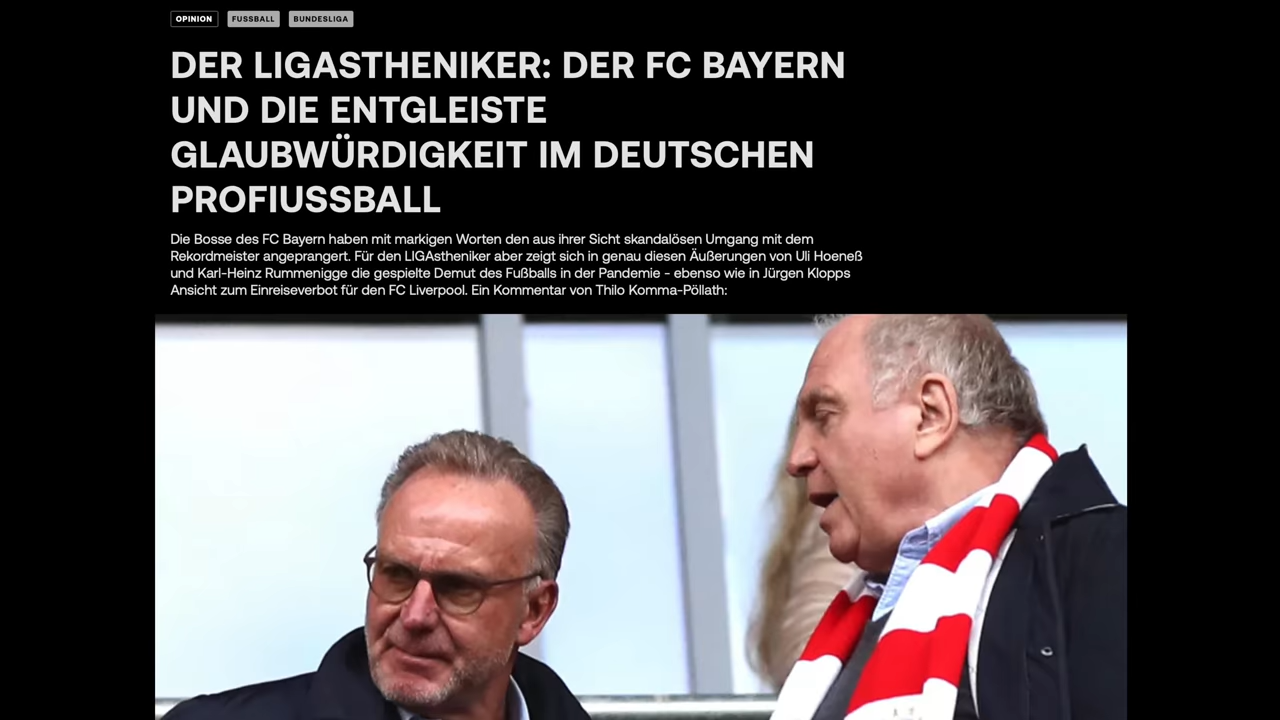 OPINION FUSSBALL BUNDESLIGA
DER LIGASTHENIKER: DER FC BAYERN
UND DIE ENTGLEISTE
GLAUBWÜRDIGKEIT IM DEUTSCHEN
PROFIUSSBALL
Die Bosse des FC Bayern haben mit markigen Worten den aus ihrer Sicht skandalösen Umgang mit dem
Rekordmeister angeprangert. Für den LIGAstheniker aber zeigt sich in genau diesen Äußerungen von Uli Hoeneß
und Karl-Heinz Rummenigge die gespielte Demut des Fußballs in der Pandemie - ebenso wie in Jürgen Klopps
Ansicht zum Einreiseverbot für den FC Liverpool. Ein Kommentar von Thilo Komma-Pöllath: